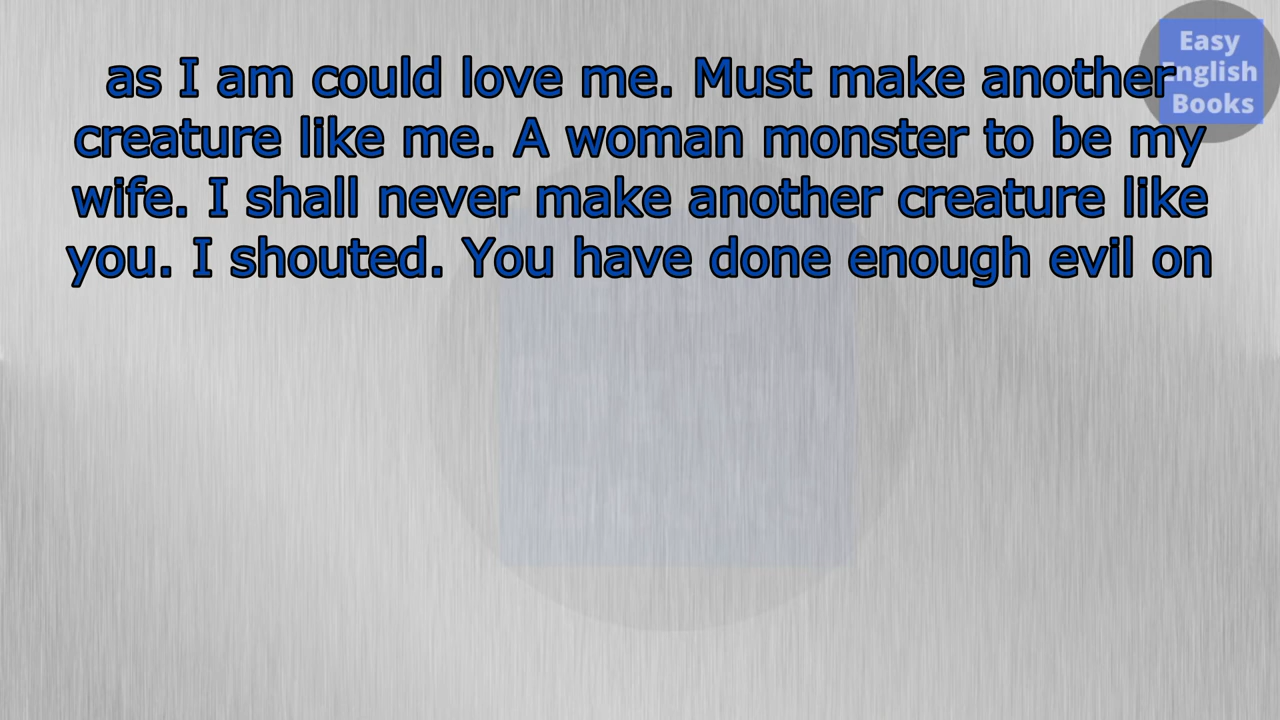 as I am could love me. Must make another
creature like me. A woman monster to be my
wife. I shall never make another creature like
you. I shouted. You have done enough evil on
Easy
English
Books